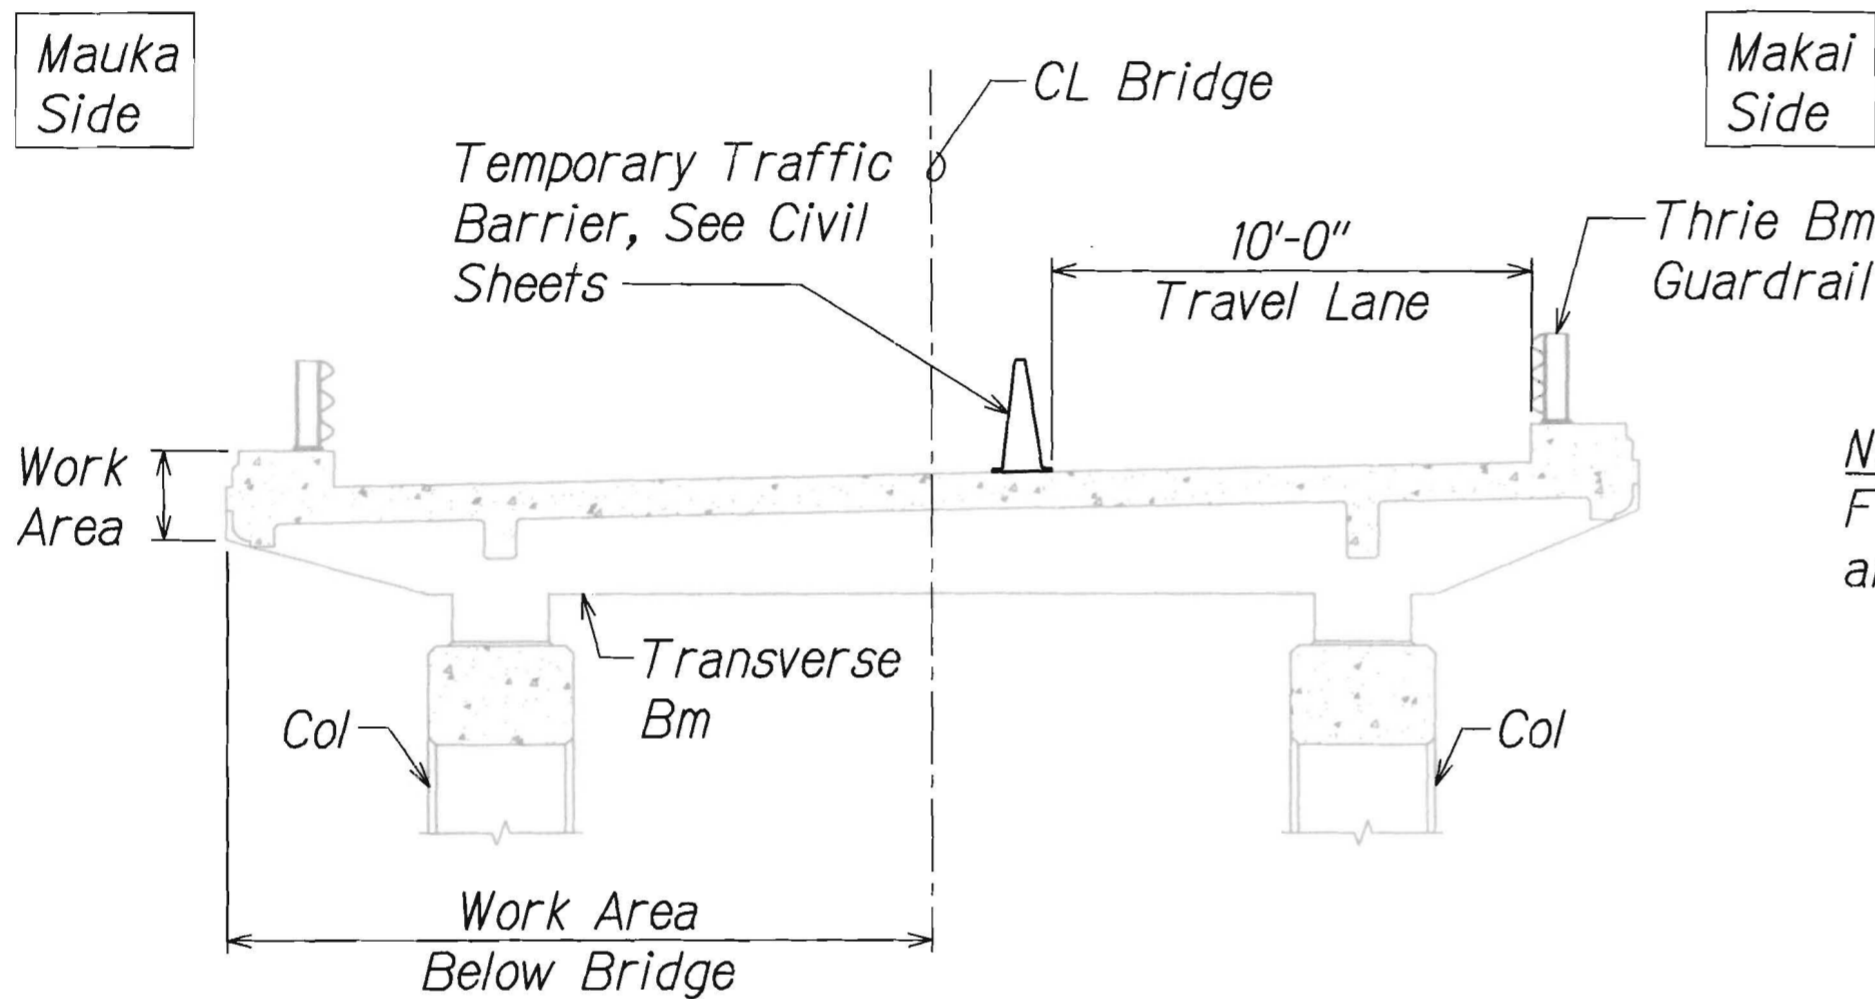 Mauka
Side
Makai
Side
CL Bridge
Temporary Traffic
Barrier, See Civil
Sheets
10'-0"
Travel Lane
Thrie Bm
Guardrail
Work
Area
Transverse
Bm
Col
Col
Work Area
Below Bridge